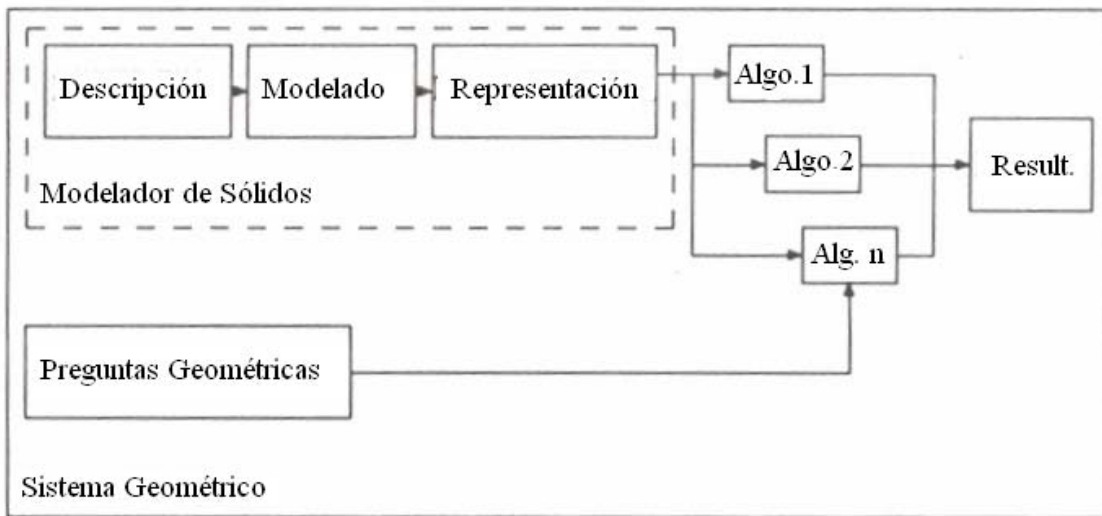 Descripción
Modelado
Representación
Algo.1
Algo.2
Alg. n
Result.
Modelador de Sólidos
Preguntas Geométricas
Sistema Geométrico